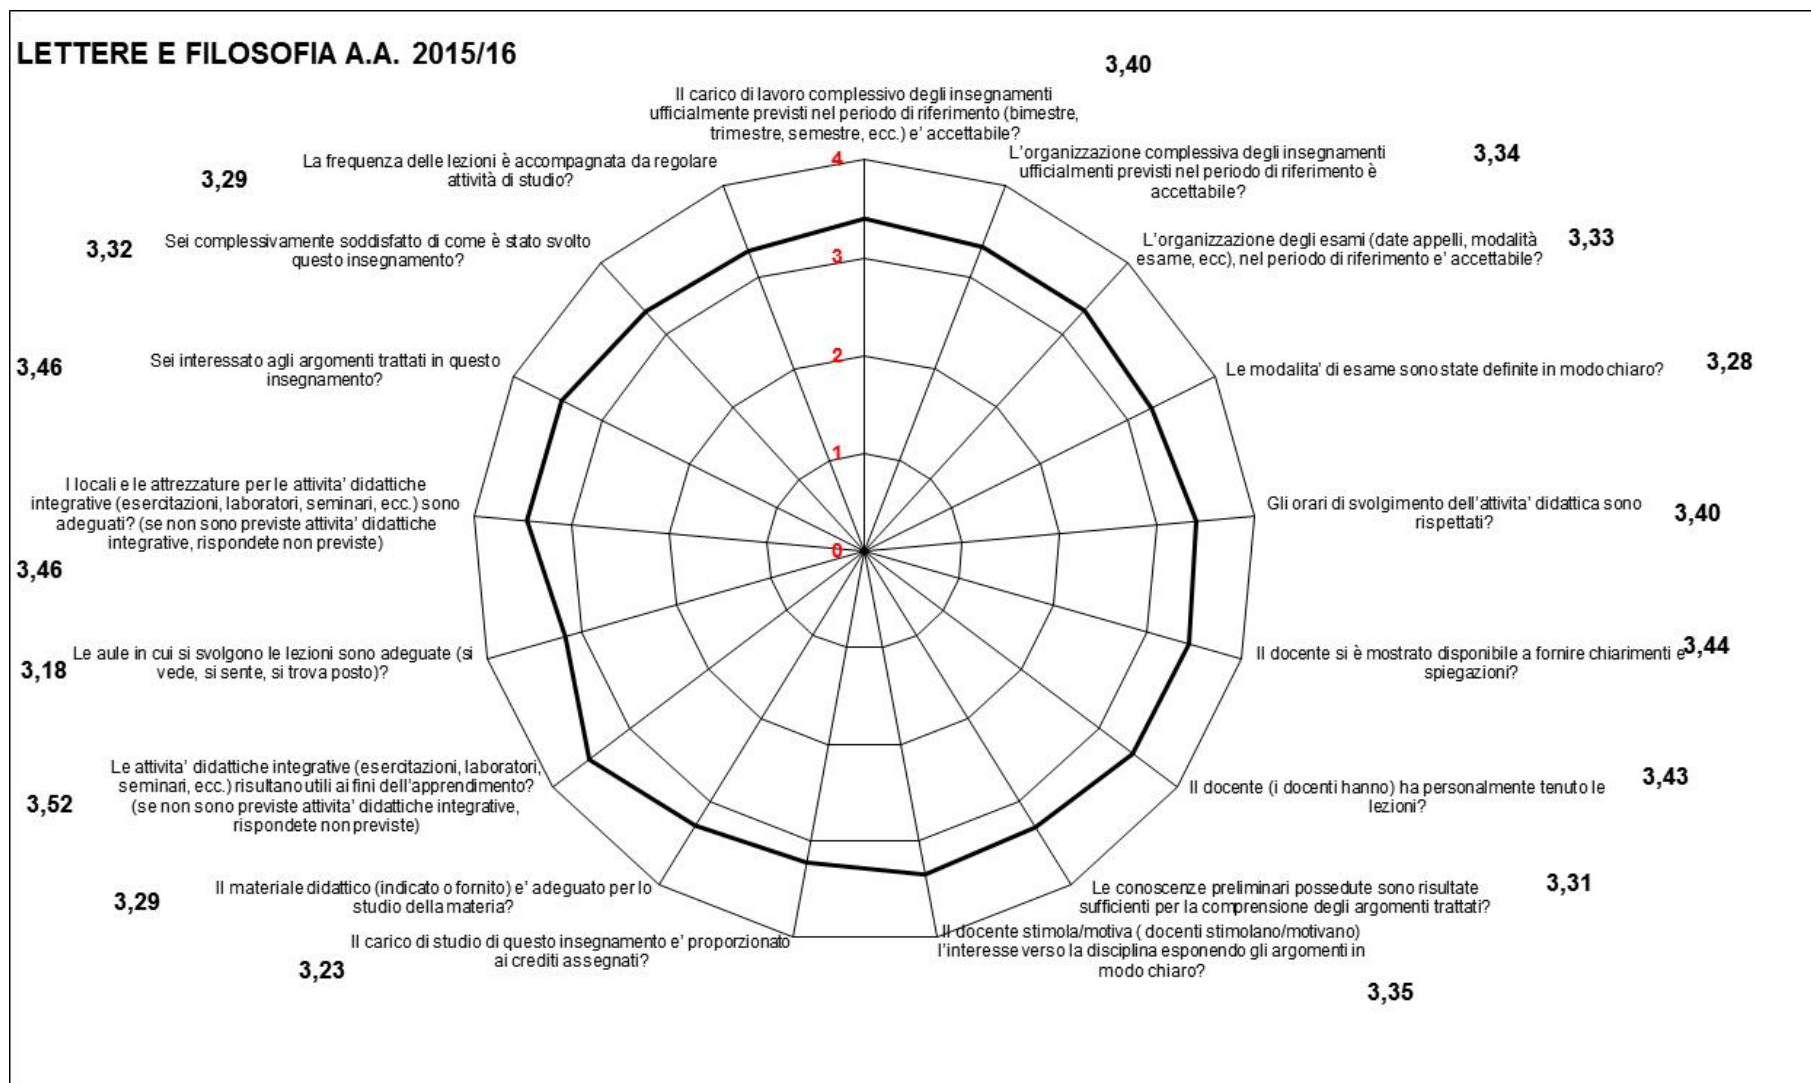 LETTERE E FILOSOFIA A.A. 2015/16
3,40
Il carico di lavoro complessivo degli insegnamenti
ufficialmente previsti nel periodo di riferimento (bimestre,
trimestre, semestre, ecc.) e' accettabile?
L'organizzazione complessiva degli insegnamenti
ufficialmenti previsti nel periodo di riferimento è
accettabile?
3,34
L'organizzazione degli esami (date appelli, modalità
esame, ecc), nel periodo di riferimento e' accettabile?
3,33
Le modalita' di esame sono state definite in modo chiaro?
3,28
Gli orari di svolgimento dell'attivita' didattica sono
rispettati?
3,40
Il docente si è mostrato disponibile a fornire chiarimenti e
spiegazioni?
3,44
Il docente (i docenti hanno) ha personalmente tenuto le
lezioni?
3,43
Le conoscenze preliminari possedute sono risultate
sufficienti per la comprensione degli argomenti trattati?
3,31
Il docente stimola/motiva ( docenti stimolano/motivano)
l'interesse verso la disciplina esponendo gli argomenti in
modo chiaro?
3,35
Il carico di studio di questo insegnamento e' proporzionato
ai crediti assegnati?
3,23
Il materiale didattico (indicato o fornito) e' adeguato per lo
studio della materia?
3,29
Le attivita' didattiche integrative (esercitazioni, laboratori,
seminari, ecc.) risultano utili ai fini dell'apprendimento?
(se non sono previste attivita' didattiche integrative,
rispondete non previste)
3,52
Le aule in cui si svolgono le lezioni sono adeguate (si
vede, si sente, si trova posto)?
3,18
I locali e le attrezzature per le attivita' didattiche
integrative (esercitazioni, laboratori, seminari, ecc.) sono
adeguati? (se non sono previste attivita' didattiche
integrative, rispondete non previste)
3,46
Sei interessato agli argomenti trattati in questo
insegnamento?
3,46
Sei complessivamente soddisfatto di come è stato svolto
questo insegnamento?
3,32
La frequenza delle lezioni è accompagnata da regolare
attività di studio?
3,29
4
3
2
1
0